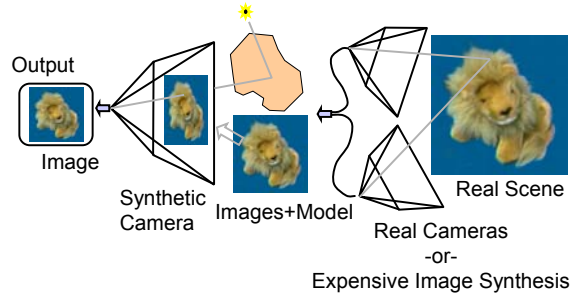 Output
Image
Synthetic
Camera
Images+Model
Real Scene
Real Cameras
-or-
Expensive Image Synthesis